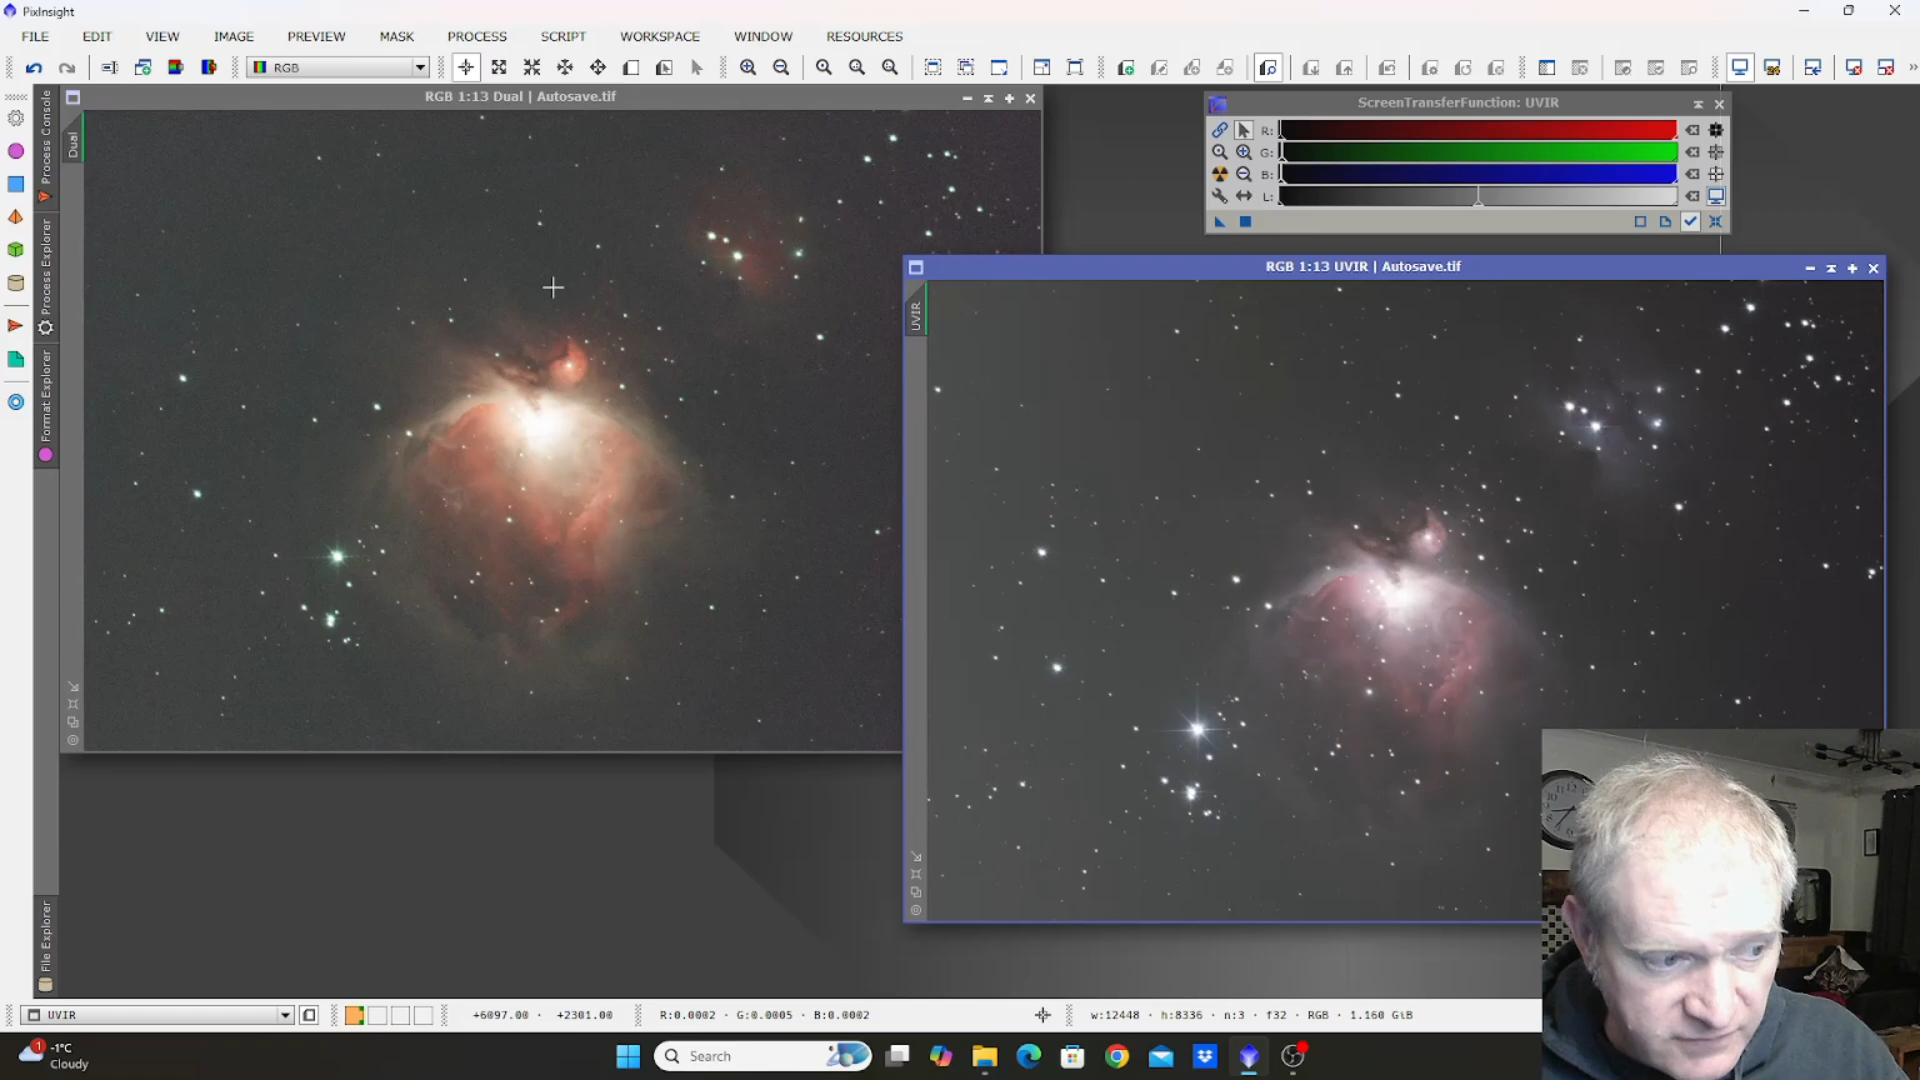 PixInsight
FILE EDIT VIEW IMAGE PREVIEW MASK PROCESS SCRIPT WORKSPACE WINDOW RESOURCES
RGB
»
RGB 1:13 Dual | Autosave.tif
Dual
Process Console
Process Explorer
Format Explorer
File Explorer
ScreenTransferFunction: UVIR
R:
G:
B:
L:
RGB 1:13 UVIR | Autosave.tif
UVIR
UVIR
+6097.00 · +2301.00
R:0.0002 · G:0.0005 · B:0.0002
w:12448 · h:8336 · n:3 · f32 · RGB · 1.160 GiB
1
-1°C
Cloudy
Search